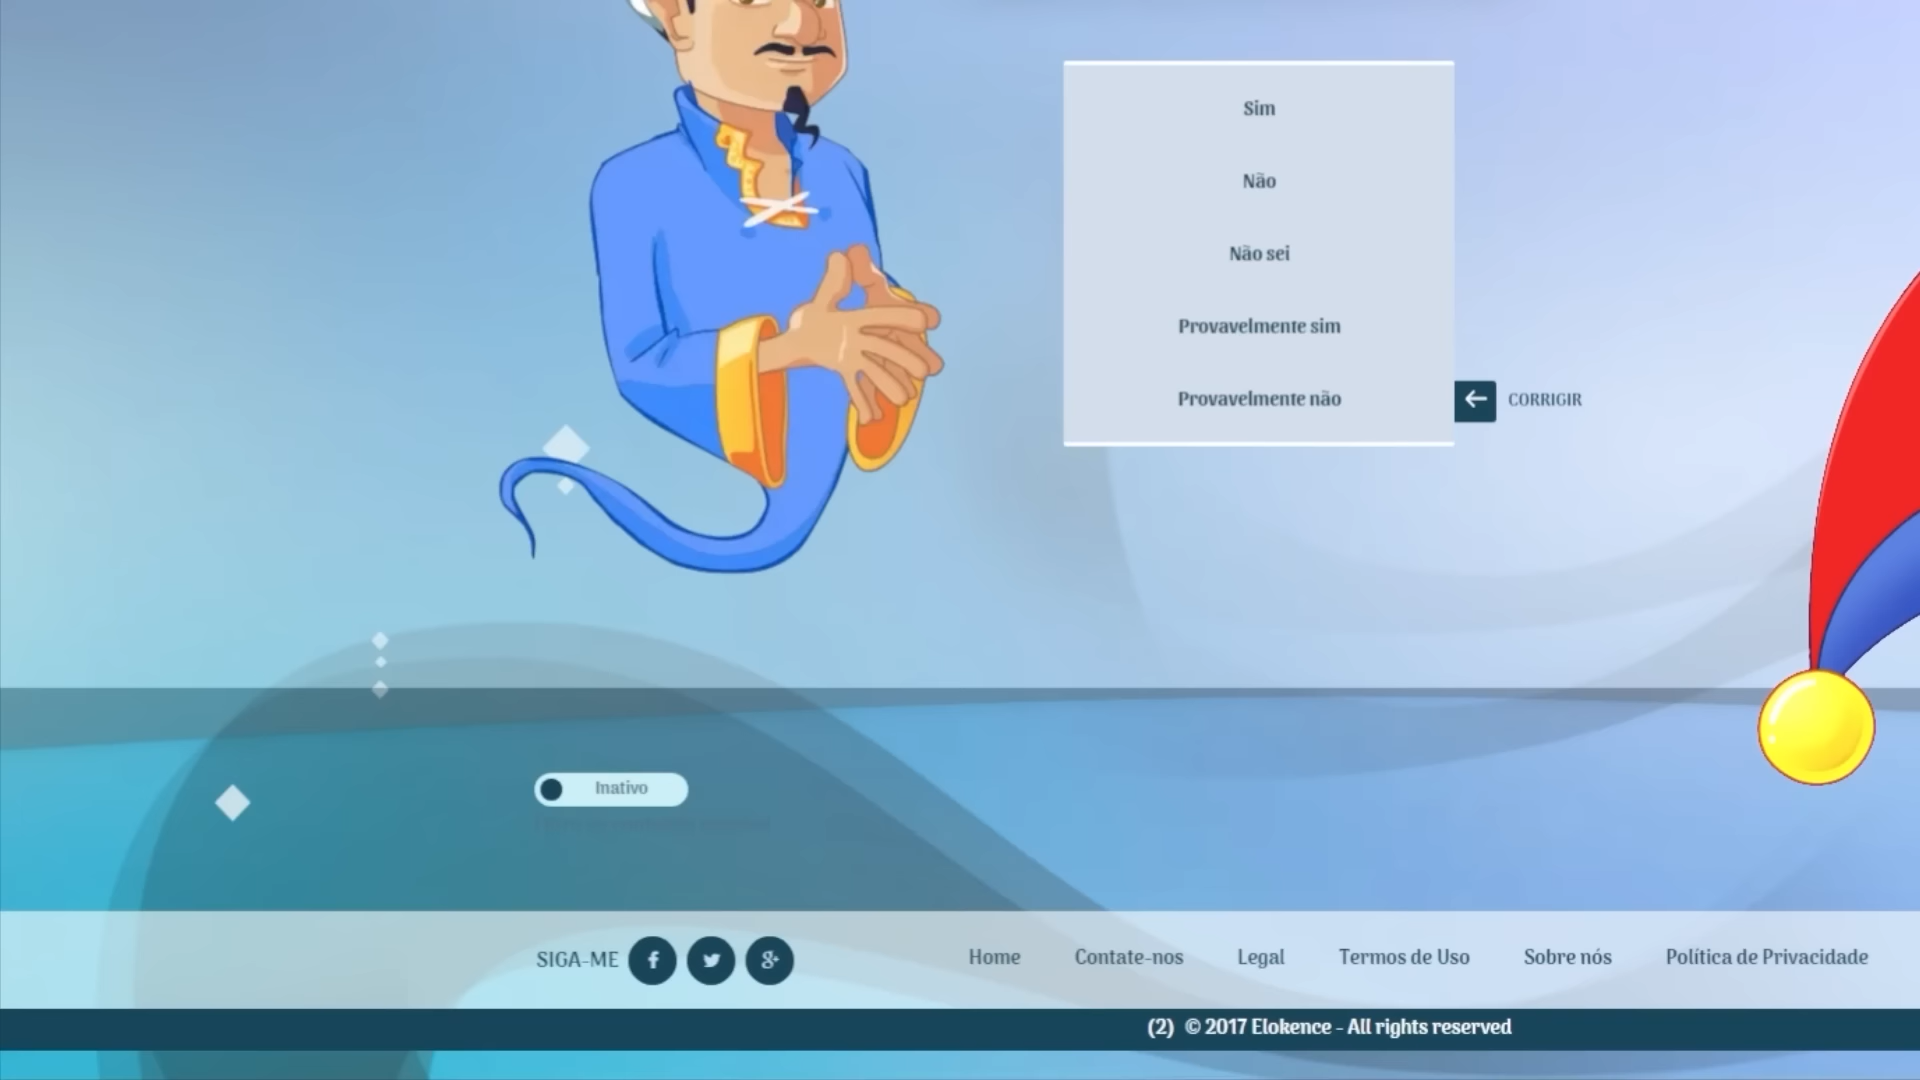 Sim
Não
Não sei
Provavelmente sim
Provavelmente não
CORRIGIR
Inativo
SIGA-ME
Home
Contate-nos
Legal
Termos de Uso
Sobre nós
Política de Privacidade
(2) © 2017 Elokence - All rights reserved